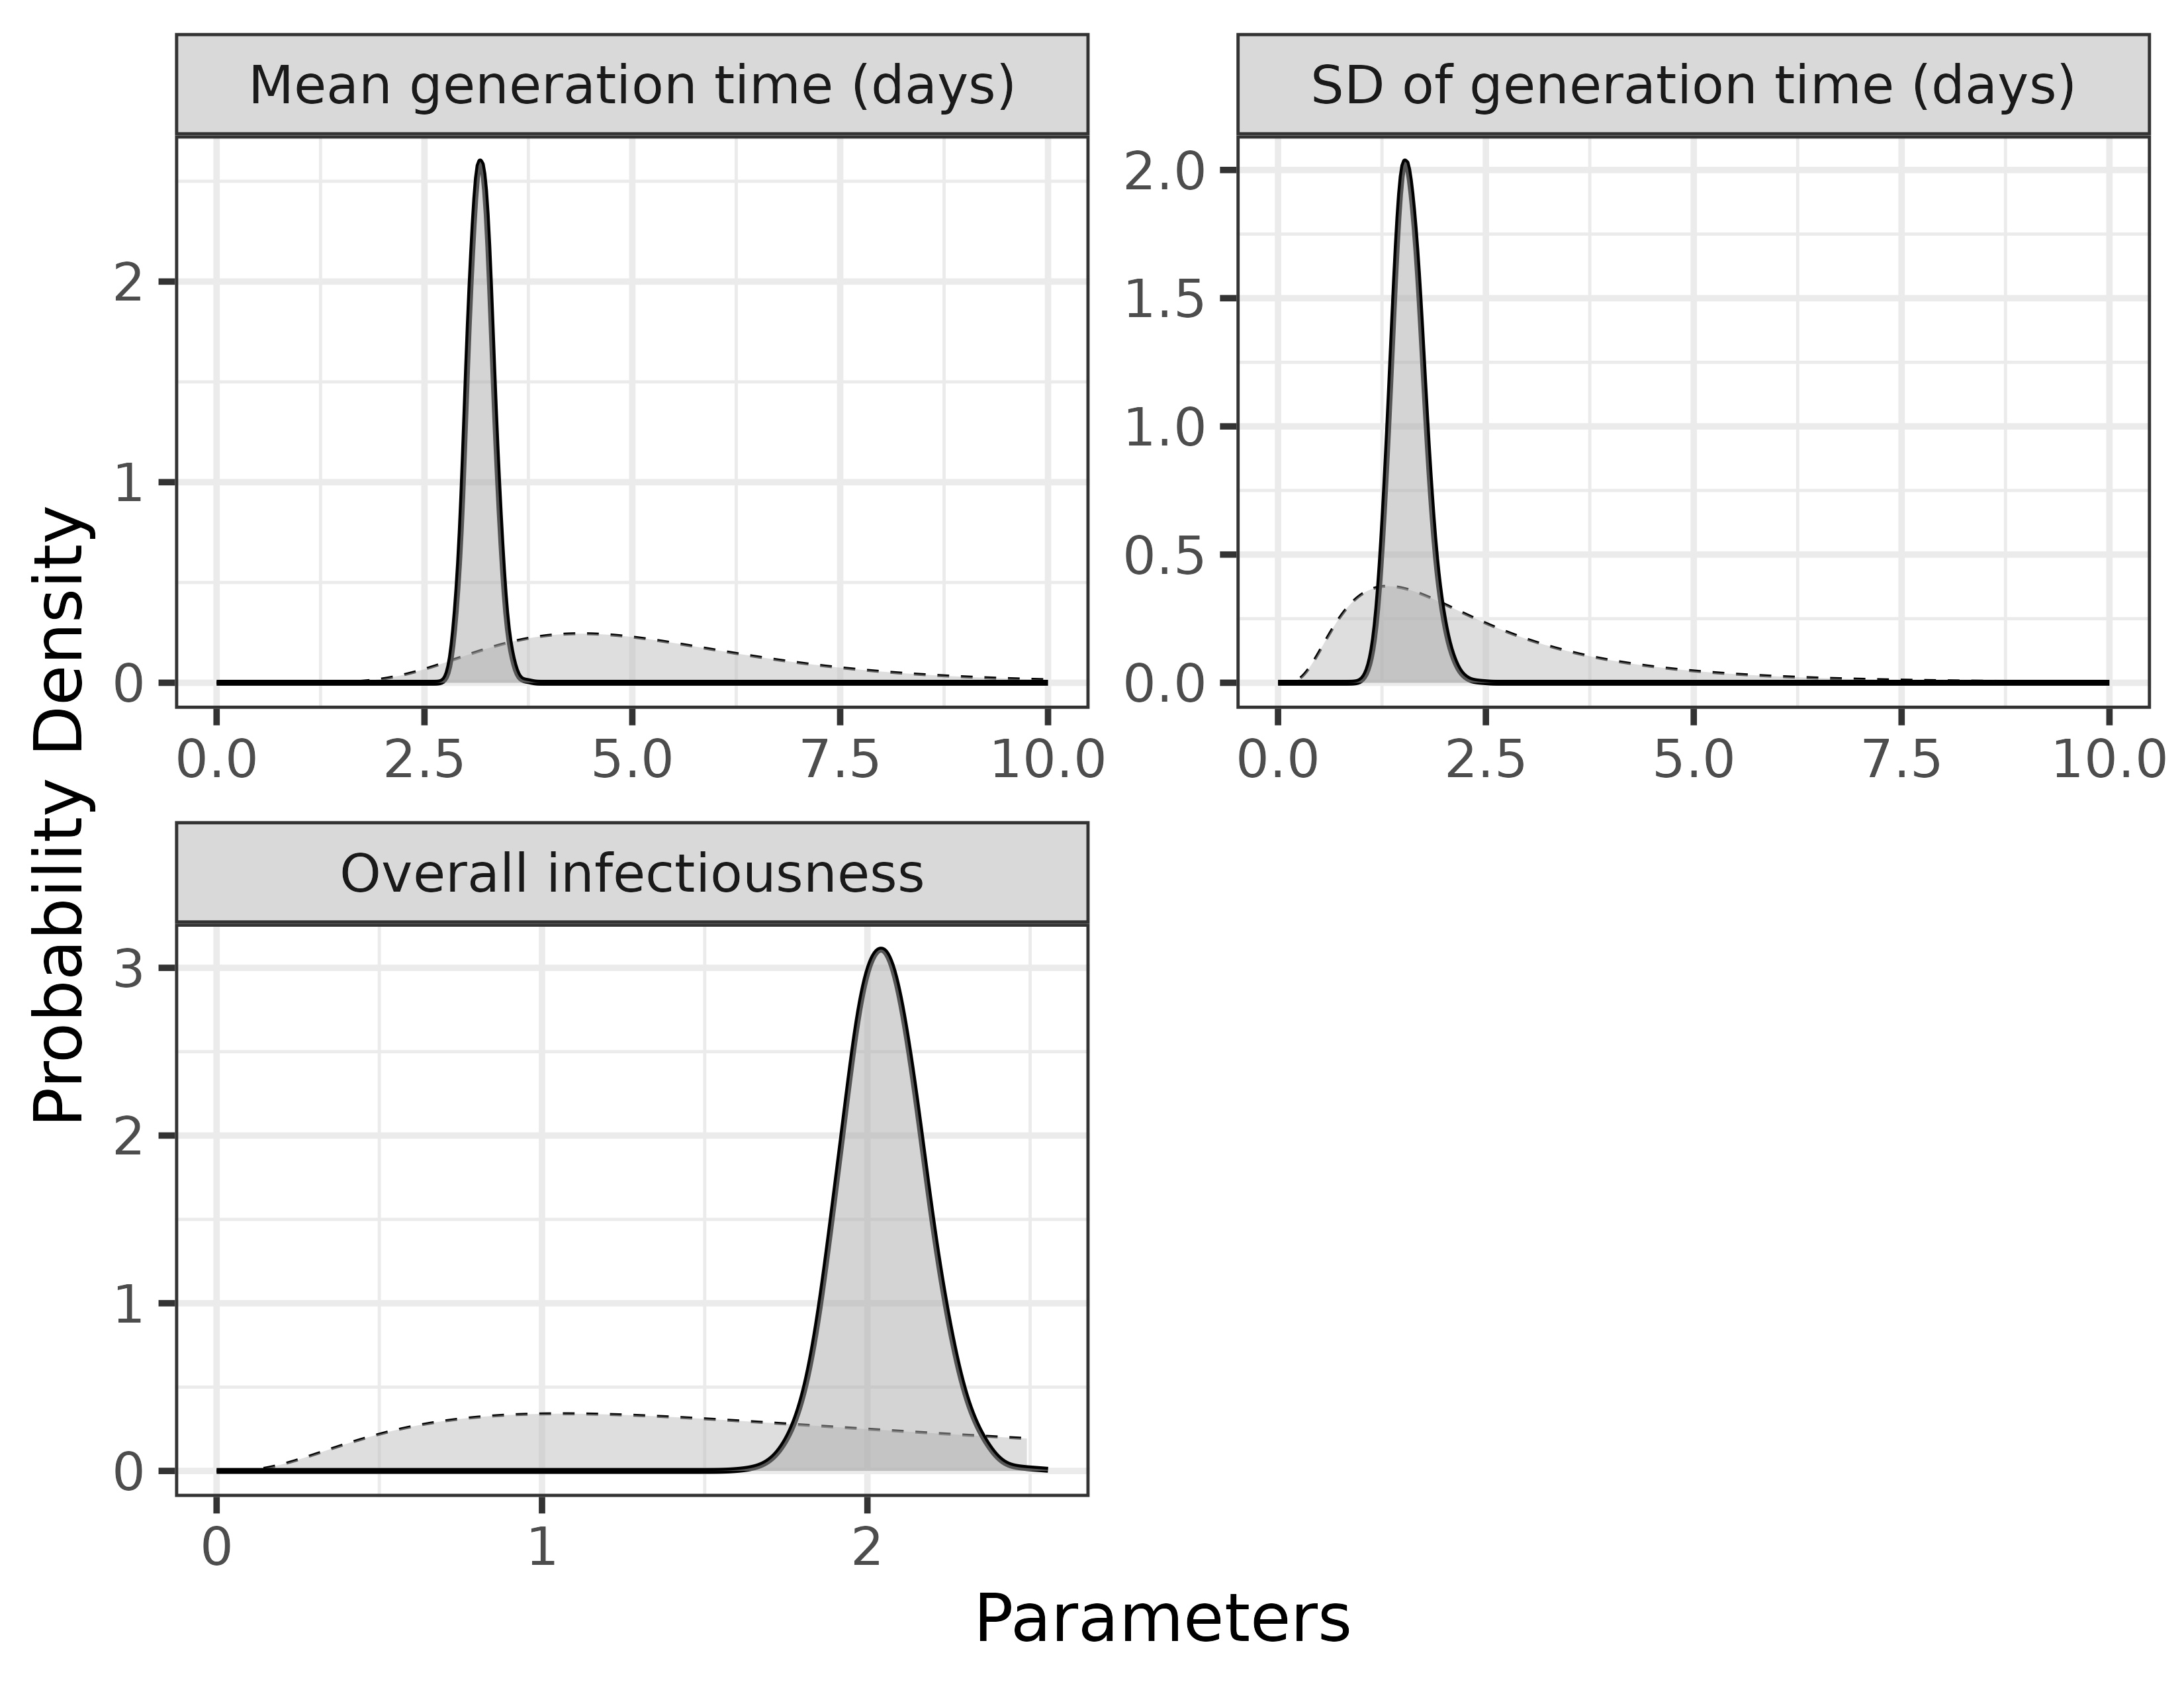 Mean generation time (days)
SD of generation time (days)
2
1
0
0.0 2.5 5.0 7.5 10.0
2.0
1.5
1.0
0.5
0.0
0.0 2.5 5.0 7.5 10.0
Probability Density
Overall infectiousness
3
2
1
0
0 1 2
Parameters